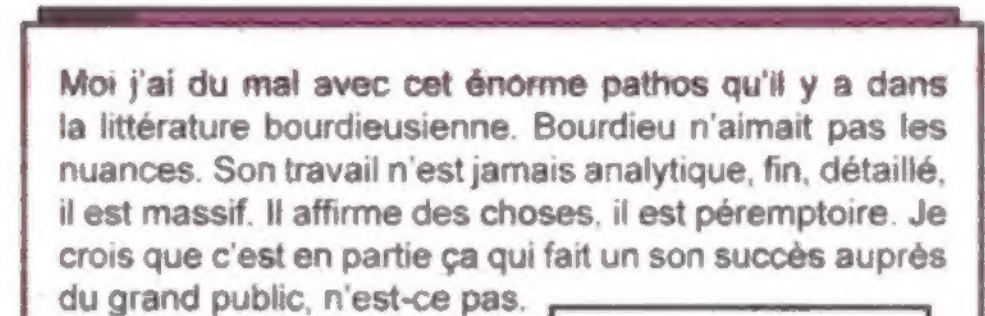 Moi j'ai du mal avec cet énorme pathos qu'il y a dans
la littérature bourdieusienne. Bourdieu n'aimait pas les
nuances. Son travail n'est jamais analytique, fin, détaillé,
il est massif. Il affirme des choses, il est péremptoire. Je
crois que c'est en partie ça qui fait un son succès auprès
du grand public, n'est-ce pas.